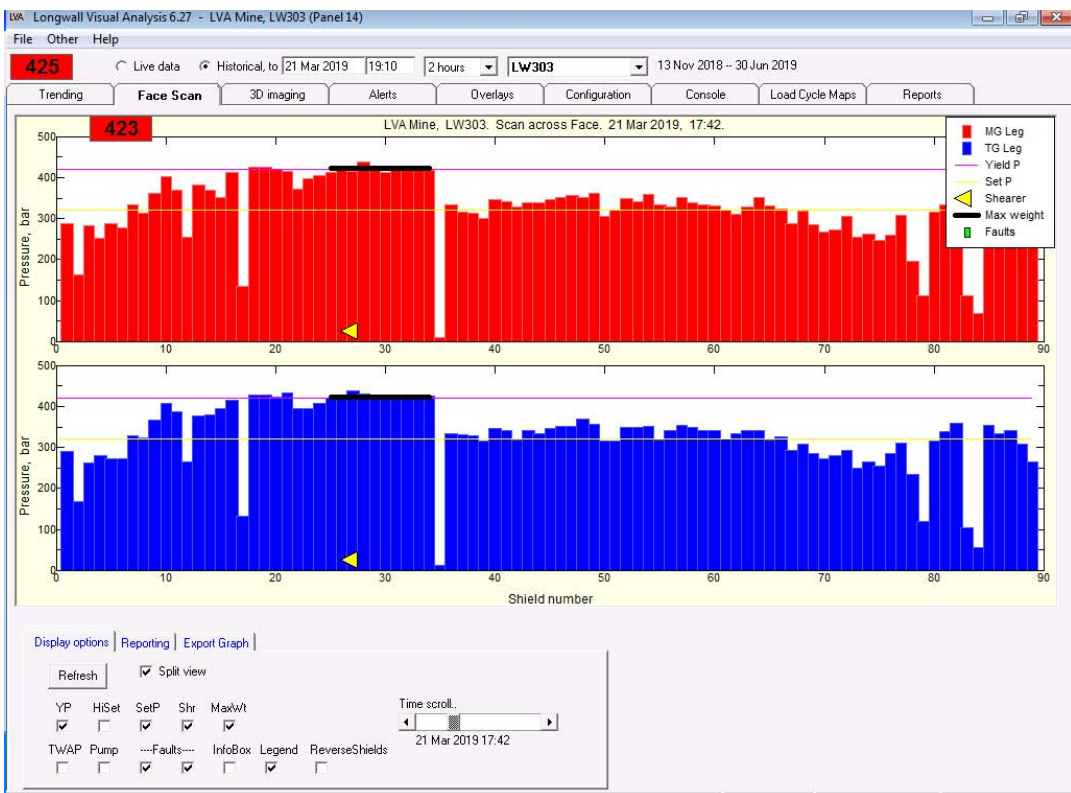 LVA Longwall Visual Analysis 6.27 - LVA Mine, LW303 (Panel 14)
File Other Help
425 Live data Historical, to 21 Mar 2019 19:10 2 hours LW303 13 Nov 2018 -- 30 Jun 2019
Trending Face Scan 3D imaging Alerts Overlays Configuration Console Load Cycle Maps Reports
423 LVA Mine, LW303. Scan across Face. 21 Mar 2019, 17:42.
MG Leg
TG Leg
Yield P
Set P
Shearer
Max weight
Faults
Pressure, bar
500
400
300
200
100
0
0 10 20 30 40 50 60 70 80 90
Pressure, bar
500
400
300
200
100
0
0 10 20 30 40 50 60 70 80 90
Shield number
Display options Reporting Export Graph
Refresh Split view
YP HiSet SetP Shr MaxWt Time scroll..
21 Mar 2019 17:42
TWAP Pump ----Faults---- InfoBox Legend ReverseShields